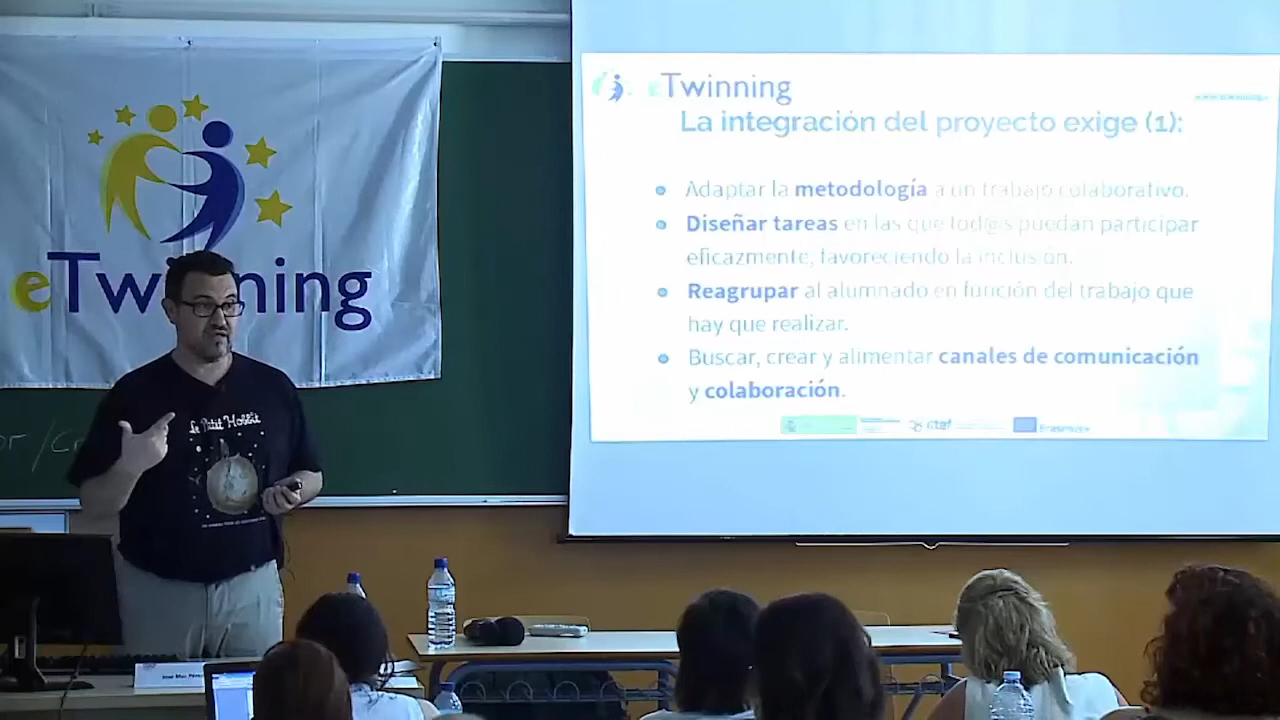 eTwinning
eTwinning
La integración del proyecto exige (1):
Adaptar la metodología a un trabajo colaborativo.
Diseñar tareas en las que tod@s puedan participar
eficazmente, favoreciendo la inclusión.
Reagrupar al alumnado en función del trabajo que
hay que realizar.
Buscar, crear y alimentar canales de comunicación
y colaboración.
Erasmus+
Le Petit Hobbit